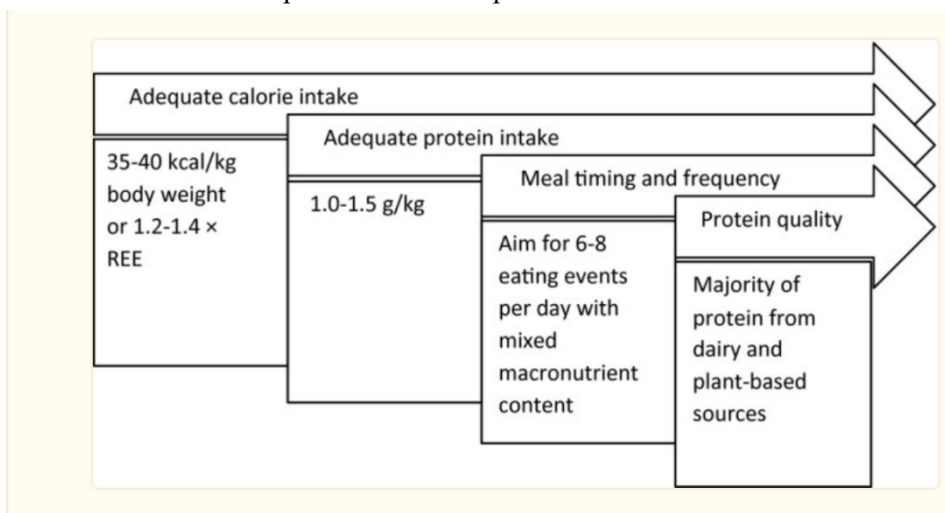 Adequate calorie intake
35-40 kcal/kg
body weight
or 1.2-1.4 ×
REE
Adequate protein intake
1.0-1.5 g/kg
Meal timing and frequency
Aim for 6-8
eating events
per day with
mixed
macronutrient
content
Protein quality
Majority of
protein from
dairy and
plant-based
sources